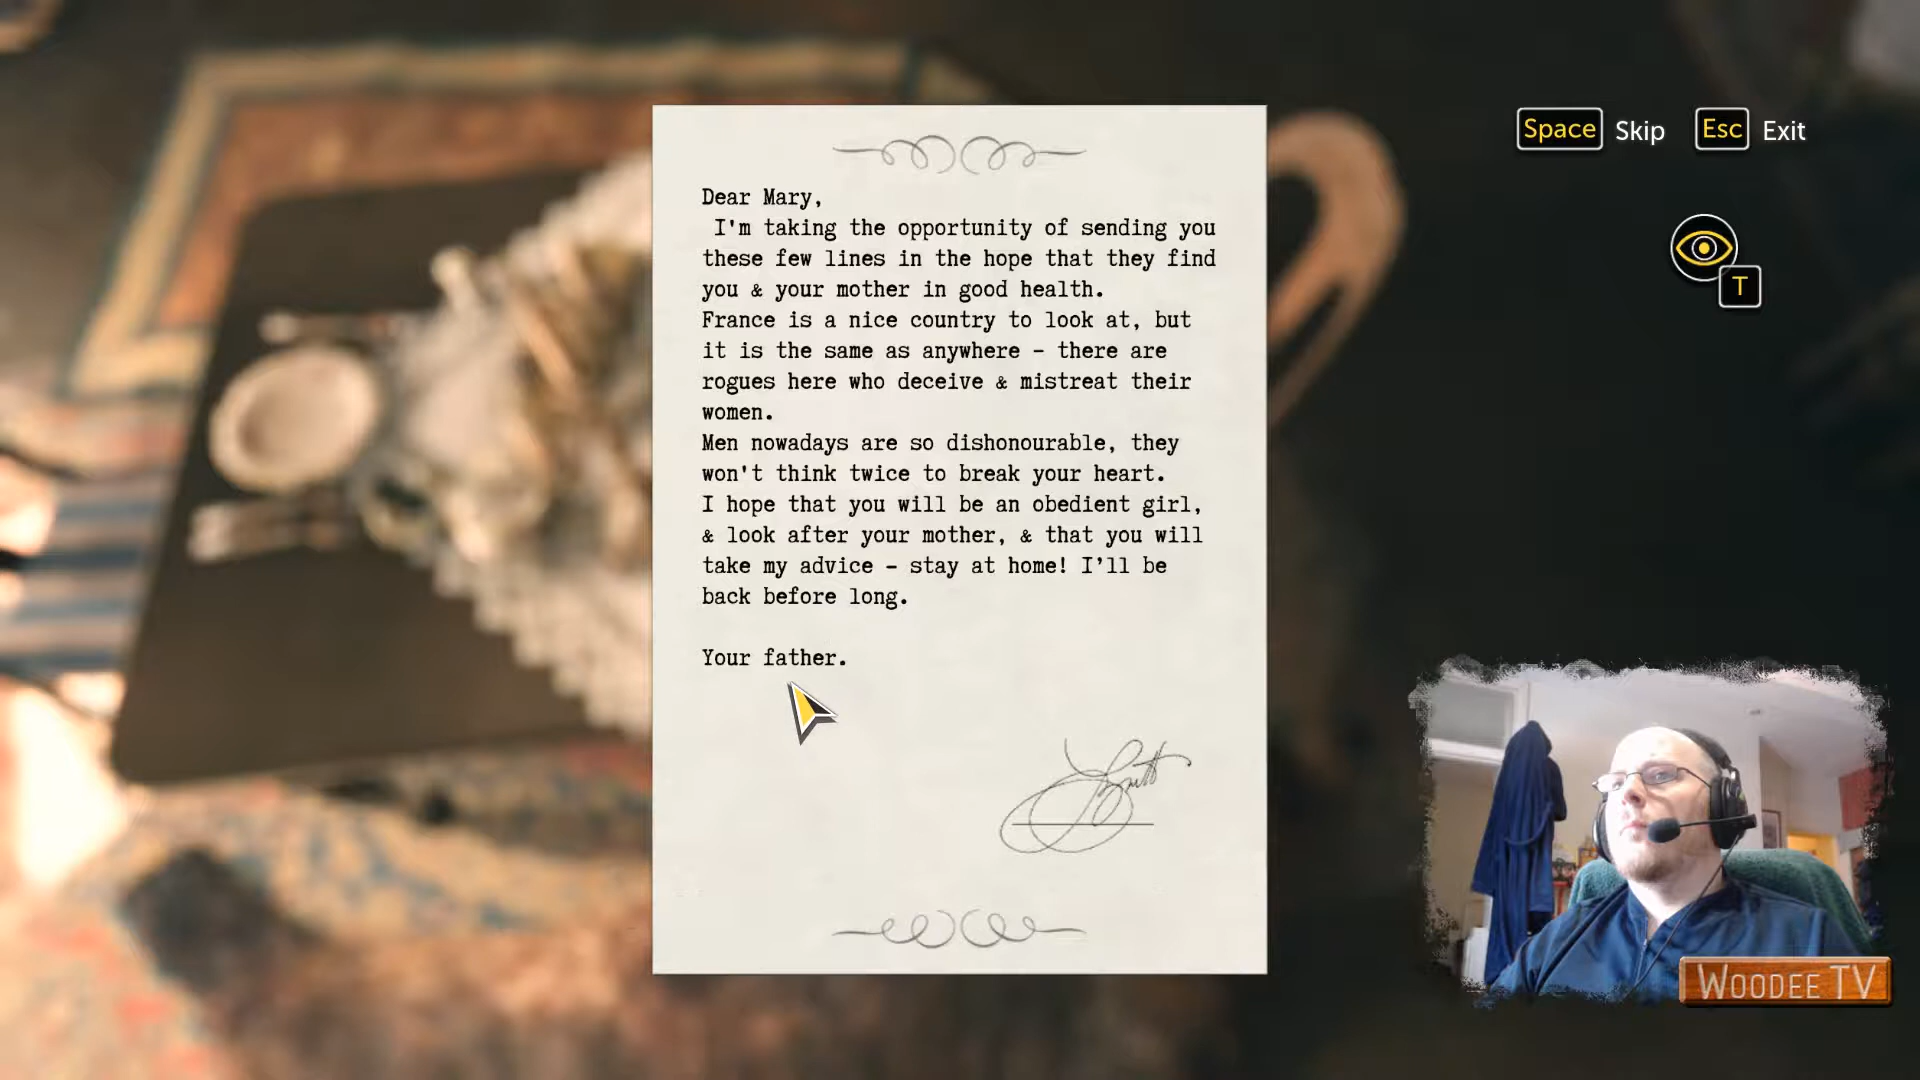 Space Skip Esc Exit
T
Dear Mary,
I'm taking the opportunity of sending you
these few lines in the hope that they find
you & your mother in good health.
France is a nice country to look at, but
it is the same as anywhere - there are
rogues here who deceive & mistreat their
women.
Men nowadays are so dishonourable, they
won't think twice to break your heart.
I hope that you will be an obedient girl,
& look after your mother, & that you will
take my advice - stay at home! I'll be
back before long.
Your father.
WOODEE TV